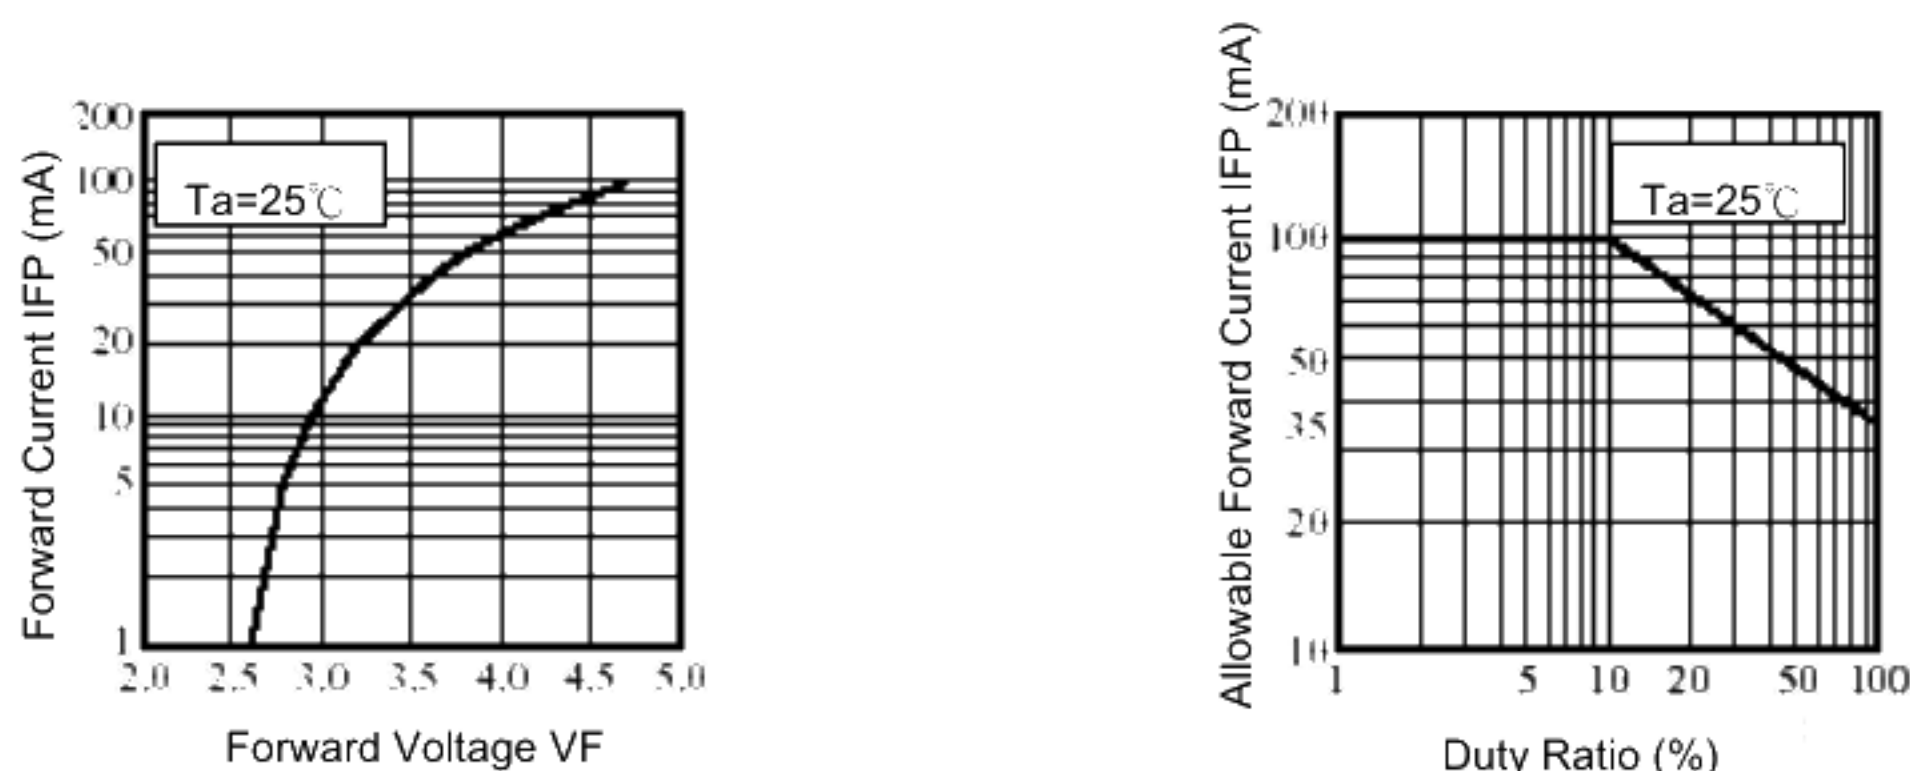 Forward Current IFP (mA)
200
100
50
20
10
5
1
Ta=25℃
2.0 2.5 3.0 3.5 4.0 4.5 5.0
Forward Voltage VF
Allowable Forward Current IFP (mA)
200
100
50
35
20
10
Ta=25℃
1 5 10 20 50 100
Duty Ratio (%)